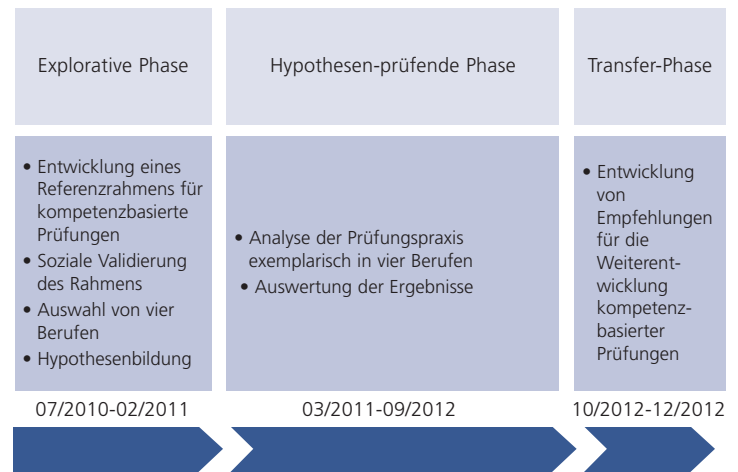 Explorative Phase
Hypothesen-prüfende Phase
Transfer-Phase
• Entwicklung eines
Referenzrahmens für
kompetenzbasierte
Prüfungen
• Soziale Validierung
des Rahmens
• Auswahl von vier
Berufen
• Hypothesenbildung
• Analyse der Prüfungspraxis
exemplarisch in vier Berufen
• Auswertung der Ergebnisse
• Entwicklung
von
Empfehlungen
für die
Weiterent-
wicklung
kompetenz-
basierter
Prüfungen
07/2010-02/2011
03/2011-09/2012
10/2012-12/2012